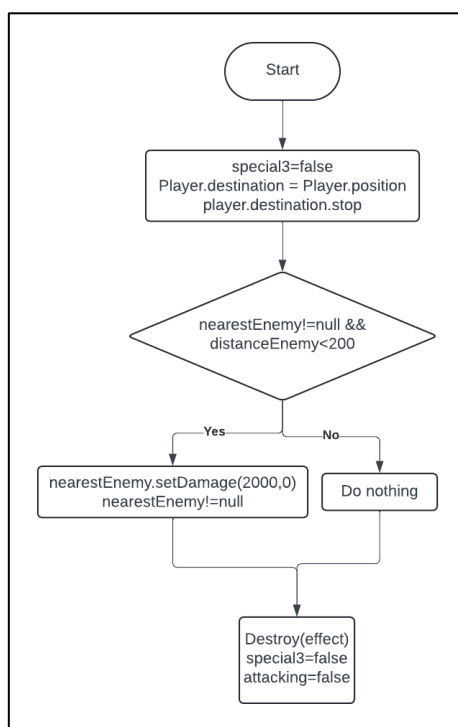 Start
special3=false
Player.destination = Player.position
player.destination.stop
nearestEnemy!=null &&
distanceEnemy<200
Yes
No
nearestEnemy.setDamage(2000,0)
nearestEnemy!=null
Do nothing
Destroy(effect)
special3=false
attacking=false